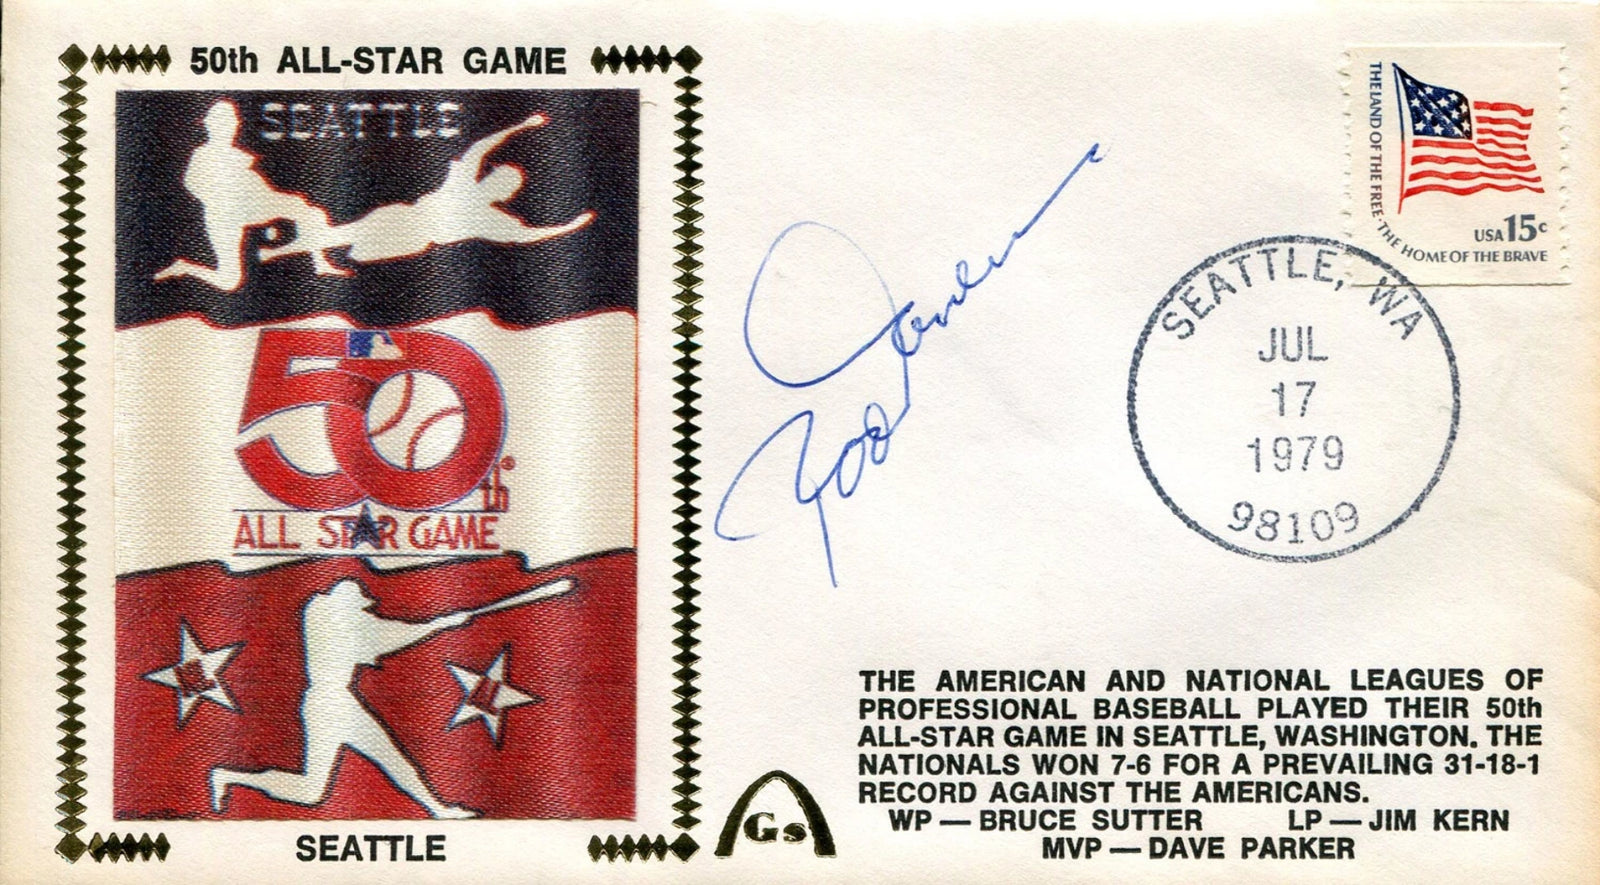 50th ALL-STAR GAME
SEATTLE
50th
ALL STAR GAME
SEATTLE
Rod Carew
THE LAND OF THE FREE · THE HOME OF THE BRAVE
USA 15c
SEATTLE, WA
JUL
17
1979
98109
THE AMERICAN AND NATIONAL LEAGUES OF
PROFESSIONAL BASEBALL PLAYED THEIR 50th
ALL-STAR GAME IN SEATTLE, WASHINGTON. THE
NATIONALS WON 7-6 FOR A PREVAILING 31-18-1
RECORD AGAINST THE AMERICANS.
WP — BRUCE SUTTER LP — JIM KERN
MVP — DAVE PARKER
Gs